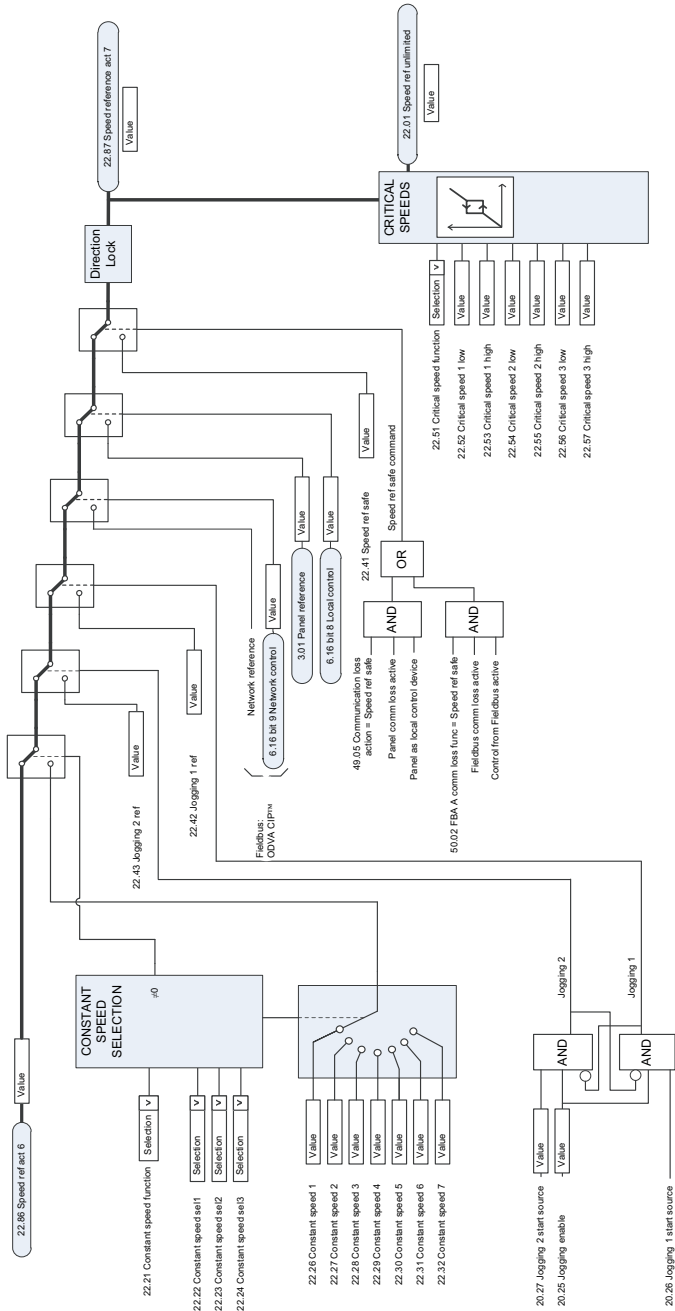 22.86 Speed ref act 6
Value
22.21 Constant speed function
Selection
v
22.22 Constant speed sel1
Selection
v
22.23 Constant speed sel2
Selection
v
22.24 Constant speed sel3
Selection
v
CONSTANT
SPEED
SELECTION
≠0
22.26 Constant speed 1
Value
22.27 Constant speed 2
Value
22.28 Constant speed 3
Value
22.29 Constant speed 4
Value
22.30 Constant speed 5
Value
22.31 Constant speed 6
Value
22.32 Constant speed 7
Value
20.27 Jogging 2 start source
Value
20.25 Jogging enable
Value
20.26 Jogging 1 start source
AND
AND
Jogging 2
Jogging 1
22.43 Jogging 2 ref
Value
22.42 Jogging 1 ref
Value
Fieldbus:
ODVA CIP™
Network reference
6.16 bit 9 Network control
Value
3.01 Panel reference
Value
6.16 bit 8 Local control
Value
22.41 Speed ref safe
Value
49.05 Communication loss
action = Speed ref safe
Panel comm loss active
Panel as local control device
AND
50.02 FBA A comm loss func = Speed ref safe
Fieldbus comm loss active
Control from Fieldbus active
AND
OR
Speed ref safe command
Direction
Lock
22.87 Speed reference act 7
Value
22.51 Critical speed function
Selection
v
22.52 Critical speed 1 low
Value
22.53 Critical speed 1 high
Value
22.54 Critical speed 2 low
Value
22.55 Critical speed 2 high
Value
22.56 Critical speed 3 low
Value
22.57 Critical speed 3 high
Value
CRITICAL
SPEEDS
22.01 Speed ref unlimited
Value